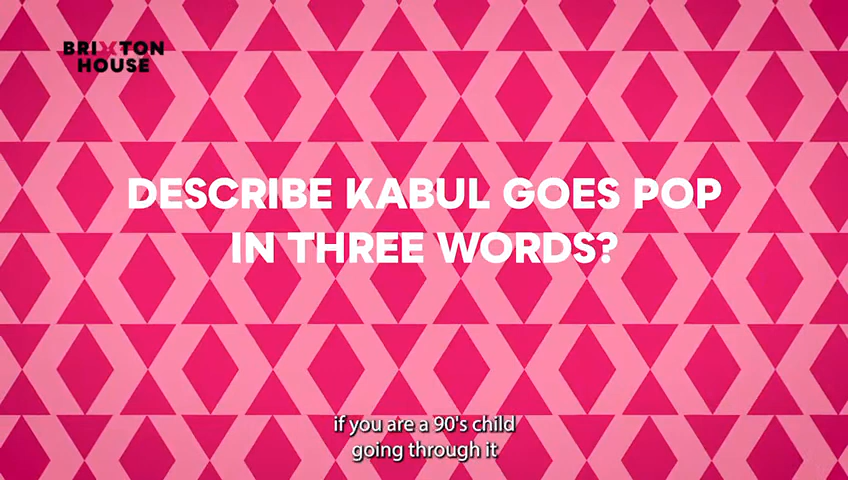 BRIXTON
HOUSE
DESCRIBE KABUL GOES POP
IN THREE WORDS?
if you are a 90's child
going through it